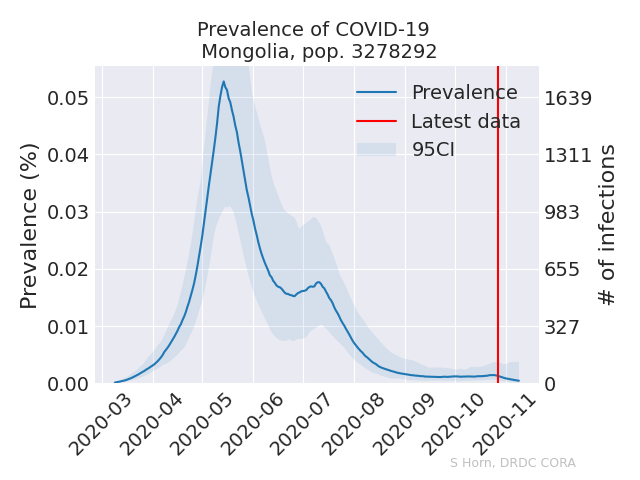 Prevalence of COVID-19
Mongolia, pop. 3278292
Prevalence (%)
0.05
0.04
0.03
0.02
0.01
0.00
Prevalence
Latest data
95CI
1639
1311
983
655
327
0
# of infections
2020-03
2020-04
2020-05
2020-06
2020-07
2020-08
2020-09
2020-10
2020-11
S Horn, DRDC CORA